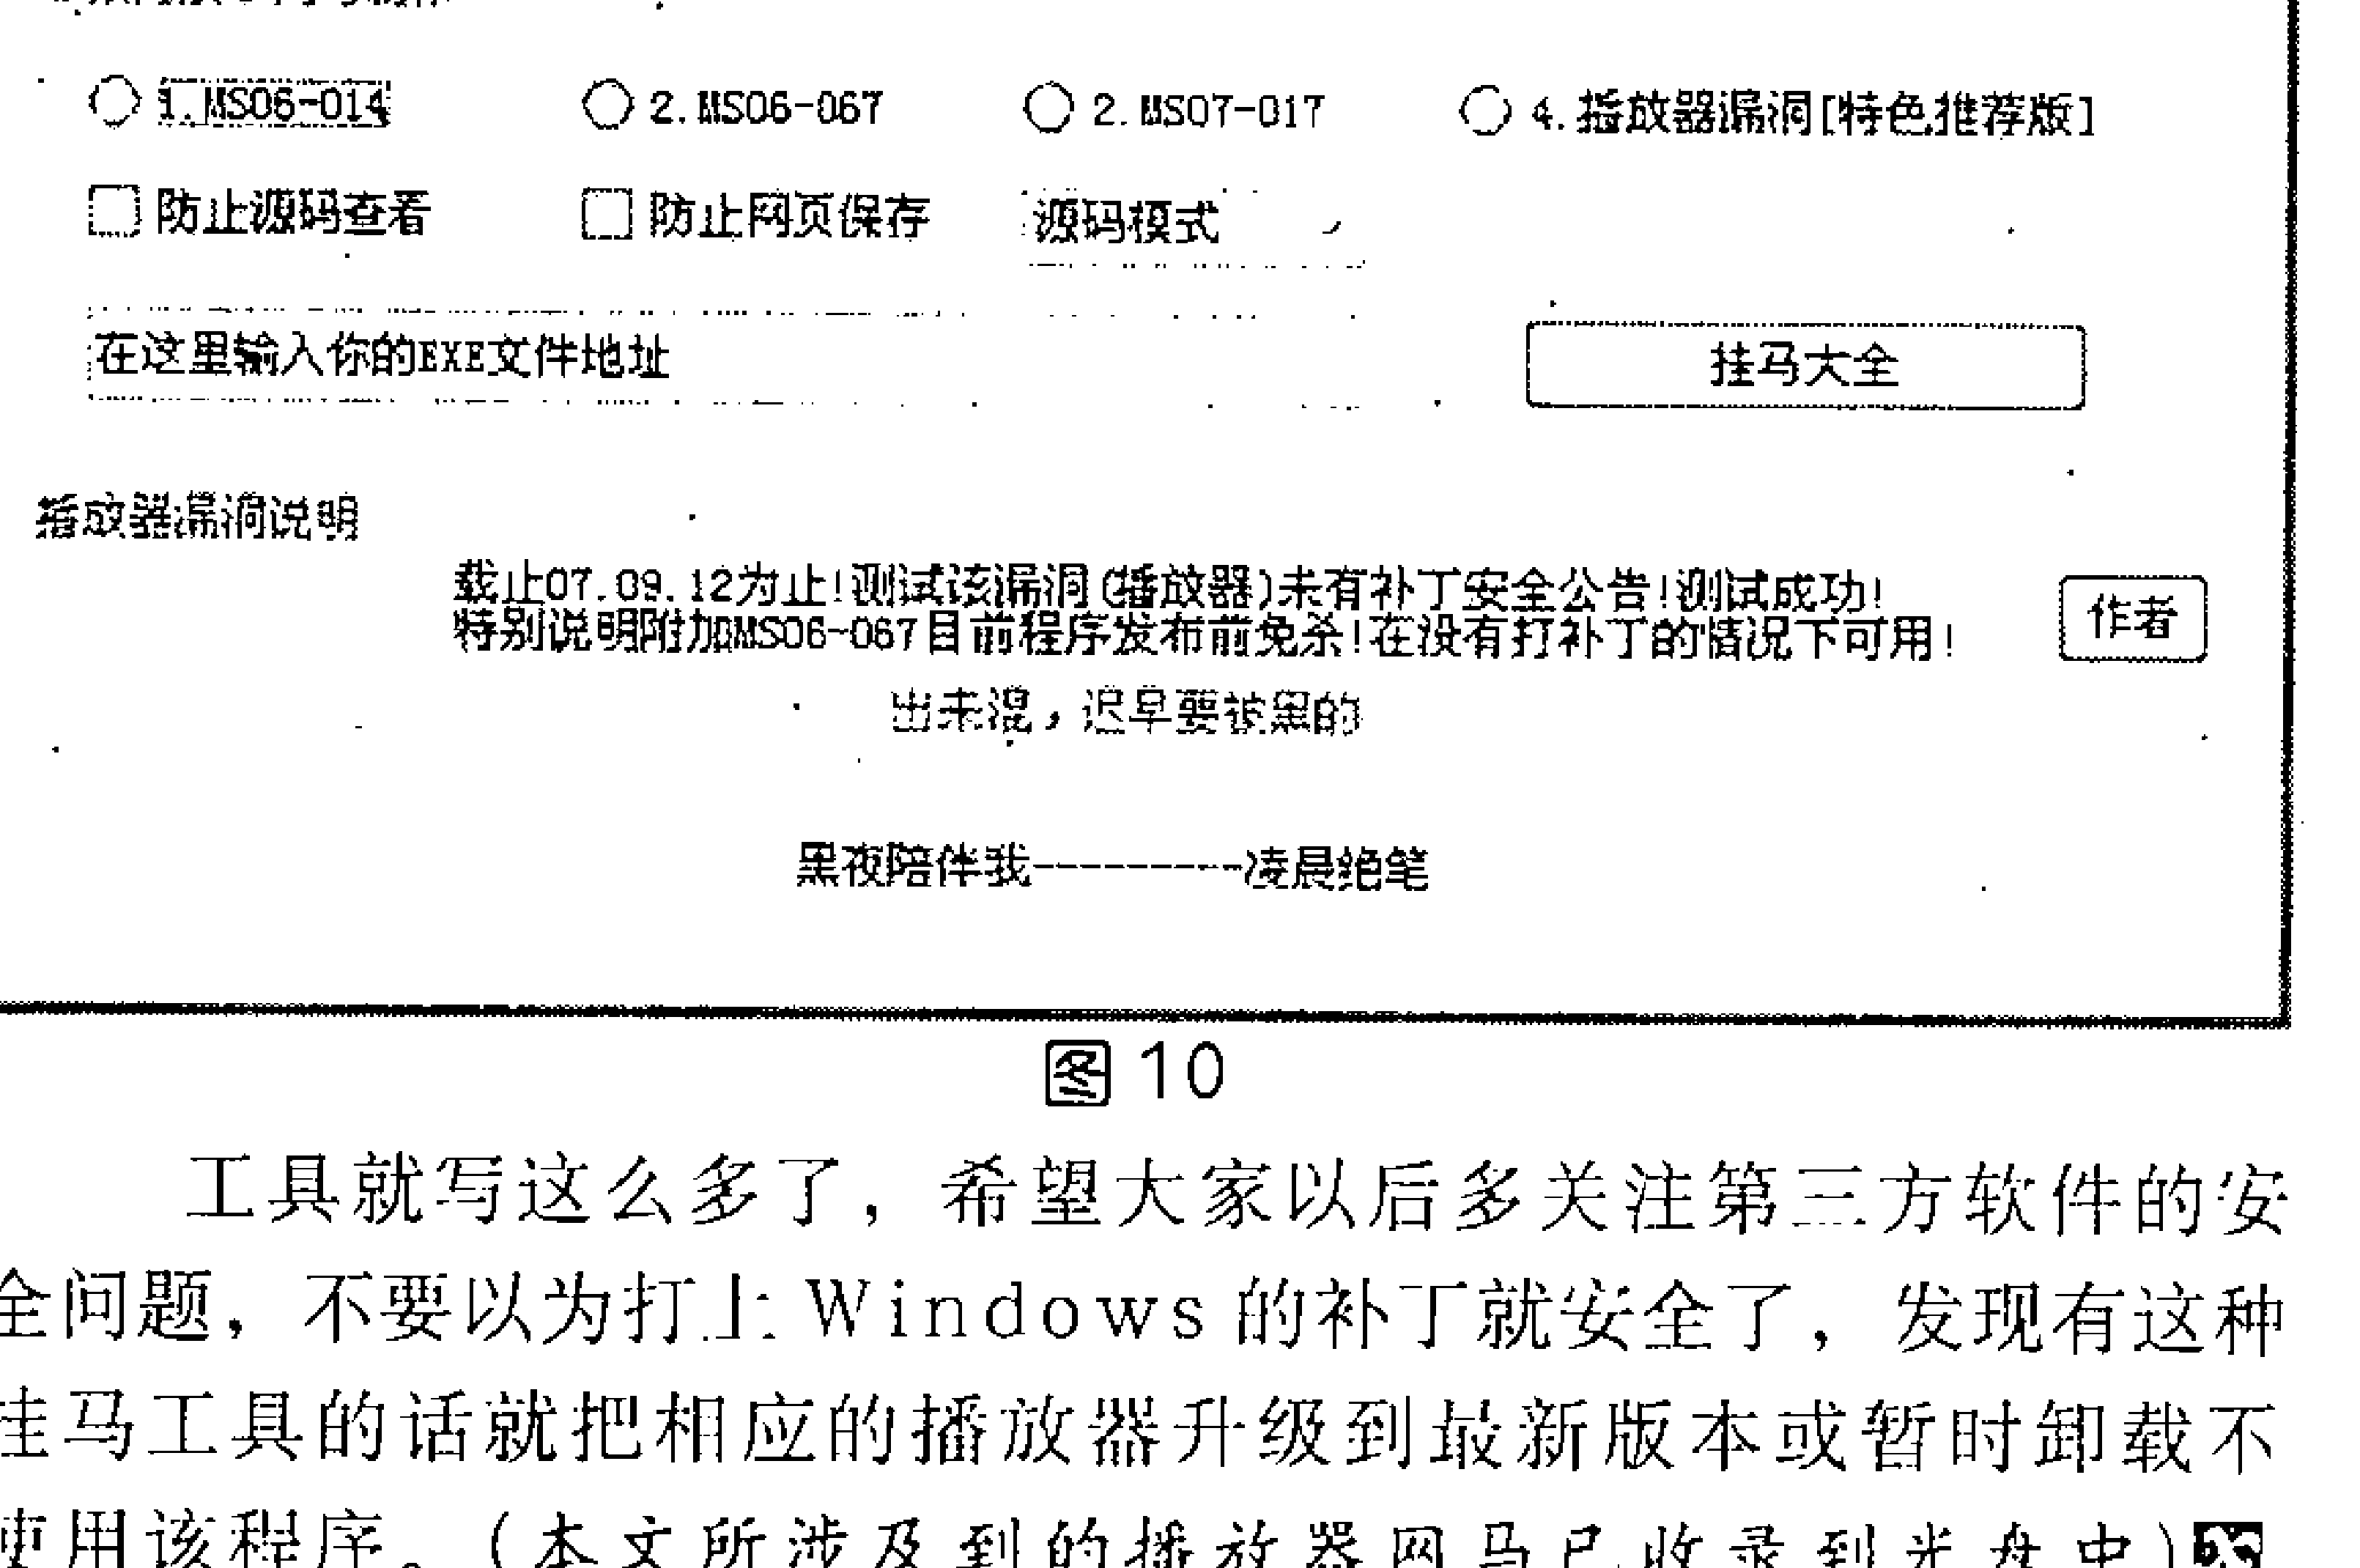 1.MS06-014 2.MS06-067 2.MS07-017 4.播放器漏洞[特色推荐版]
防止源码查看 防止网页保存 源码模式
在这里输入你的EXE文件地址 挂马大全
播放器漏洞说明
载止07.09.12为止!测试该漏洞(播放器)未有补丁安全公告!测试成功!
特别说明附加MS06-067目前程序发布前免杀!在没有打补丁的情况下可用!
作者
出来混,迟早要被黑的
黑夜陪伴我---------凌晨绝笔
图 10
工具就写这么多了，希望大家以后多关注第三方软件的安
全问题，不要以为打上 Windows 的补丁就安全了，发现有这种
挂马工具的话就把相应的播放器升级到最新版本或暂时卸载不
使用该程序。(本文所涉及到的播放器网马已收录到光盘中)